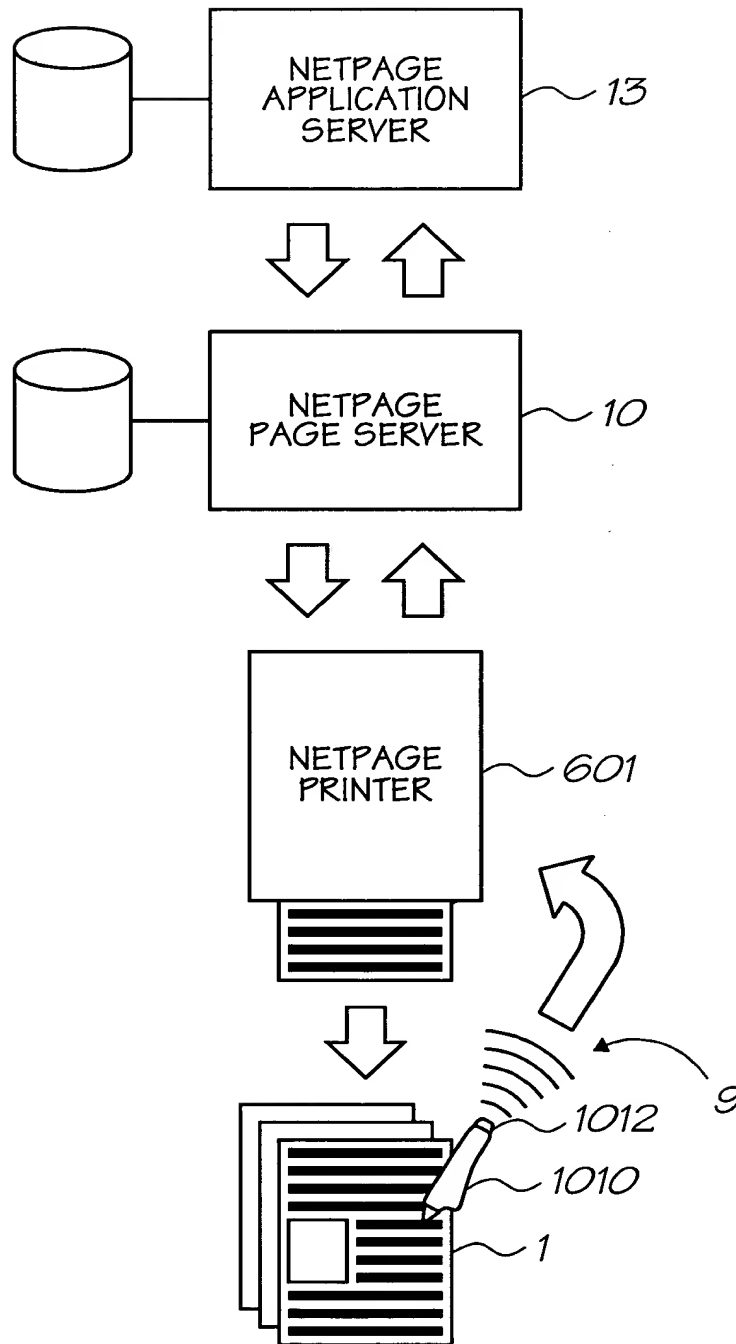 NETPAGE
APPLICATION
SERVER
13
NETPAGE
PAGE SERVER
10
NETPAGE
PRINTER
601
9
1012
1010
1